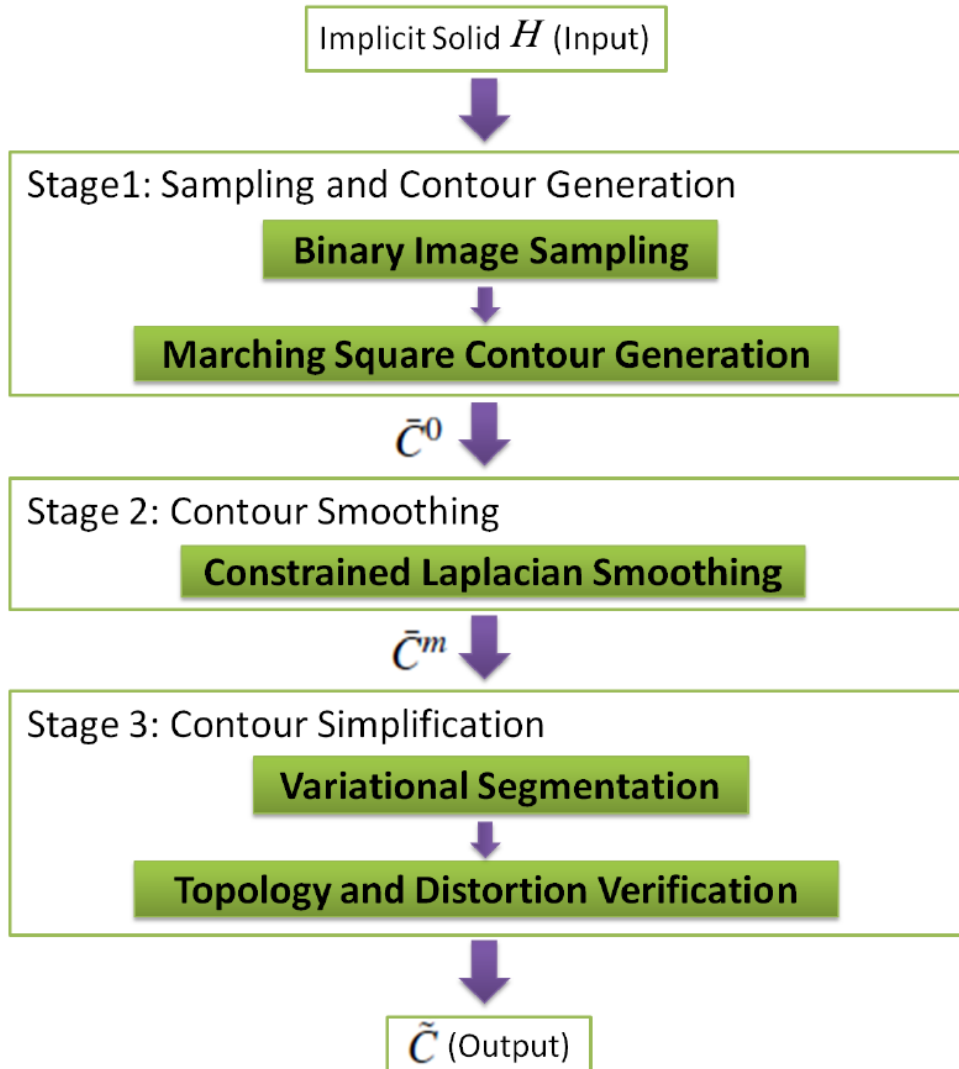 Implicit Solid H (Input)
Stage1: Sampling and Contour Generation
Binary Image Sampling
Marching Square Contour Generation
C̄⁰
Stage 2: Contour Smoothing
Constrained Laplacian Smoothing
C̄ᵐ
Stage 3: Contour Simplification
Variational Segmentation
Topology and Distortion Verification
C̃ (Output)